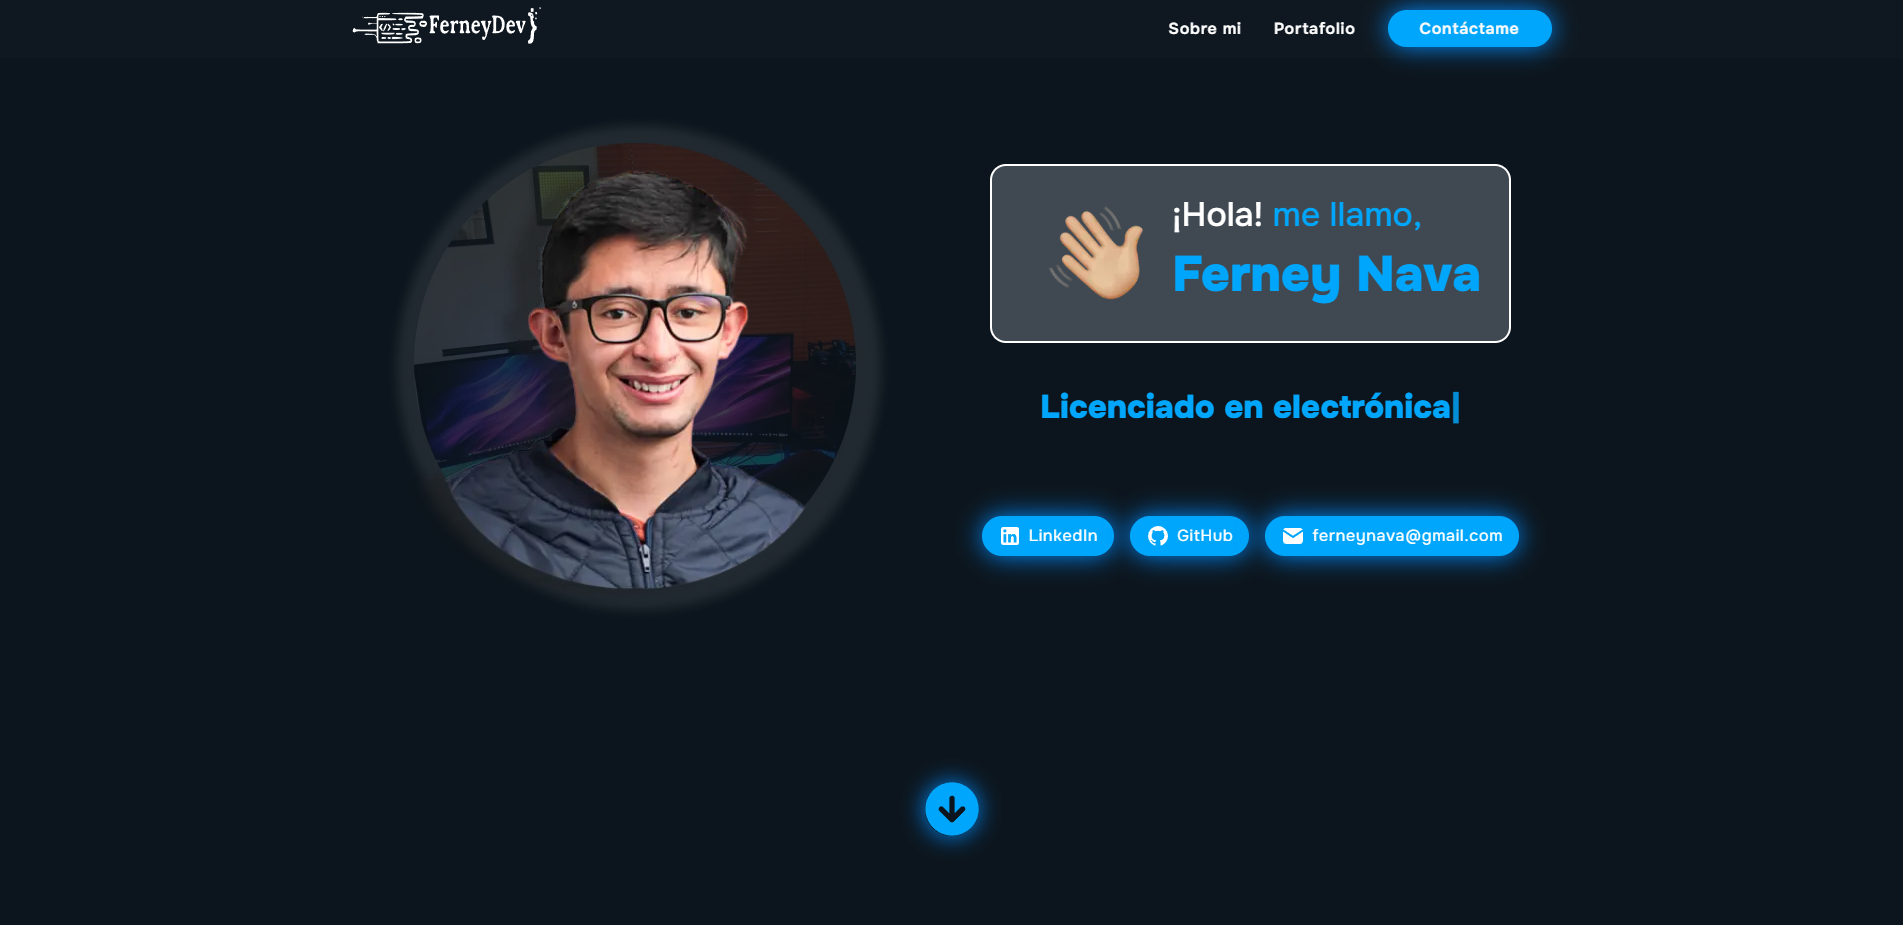 FerneyDev
Sobre mi
Portafolio
Contáctame
¡Hola! me llamo,
Ferney Nava
Licenciado en electrónica|
LinkedIn
GitHub
ferneynava@gmail.com